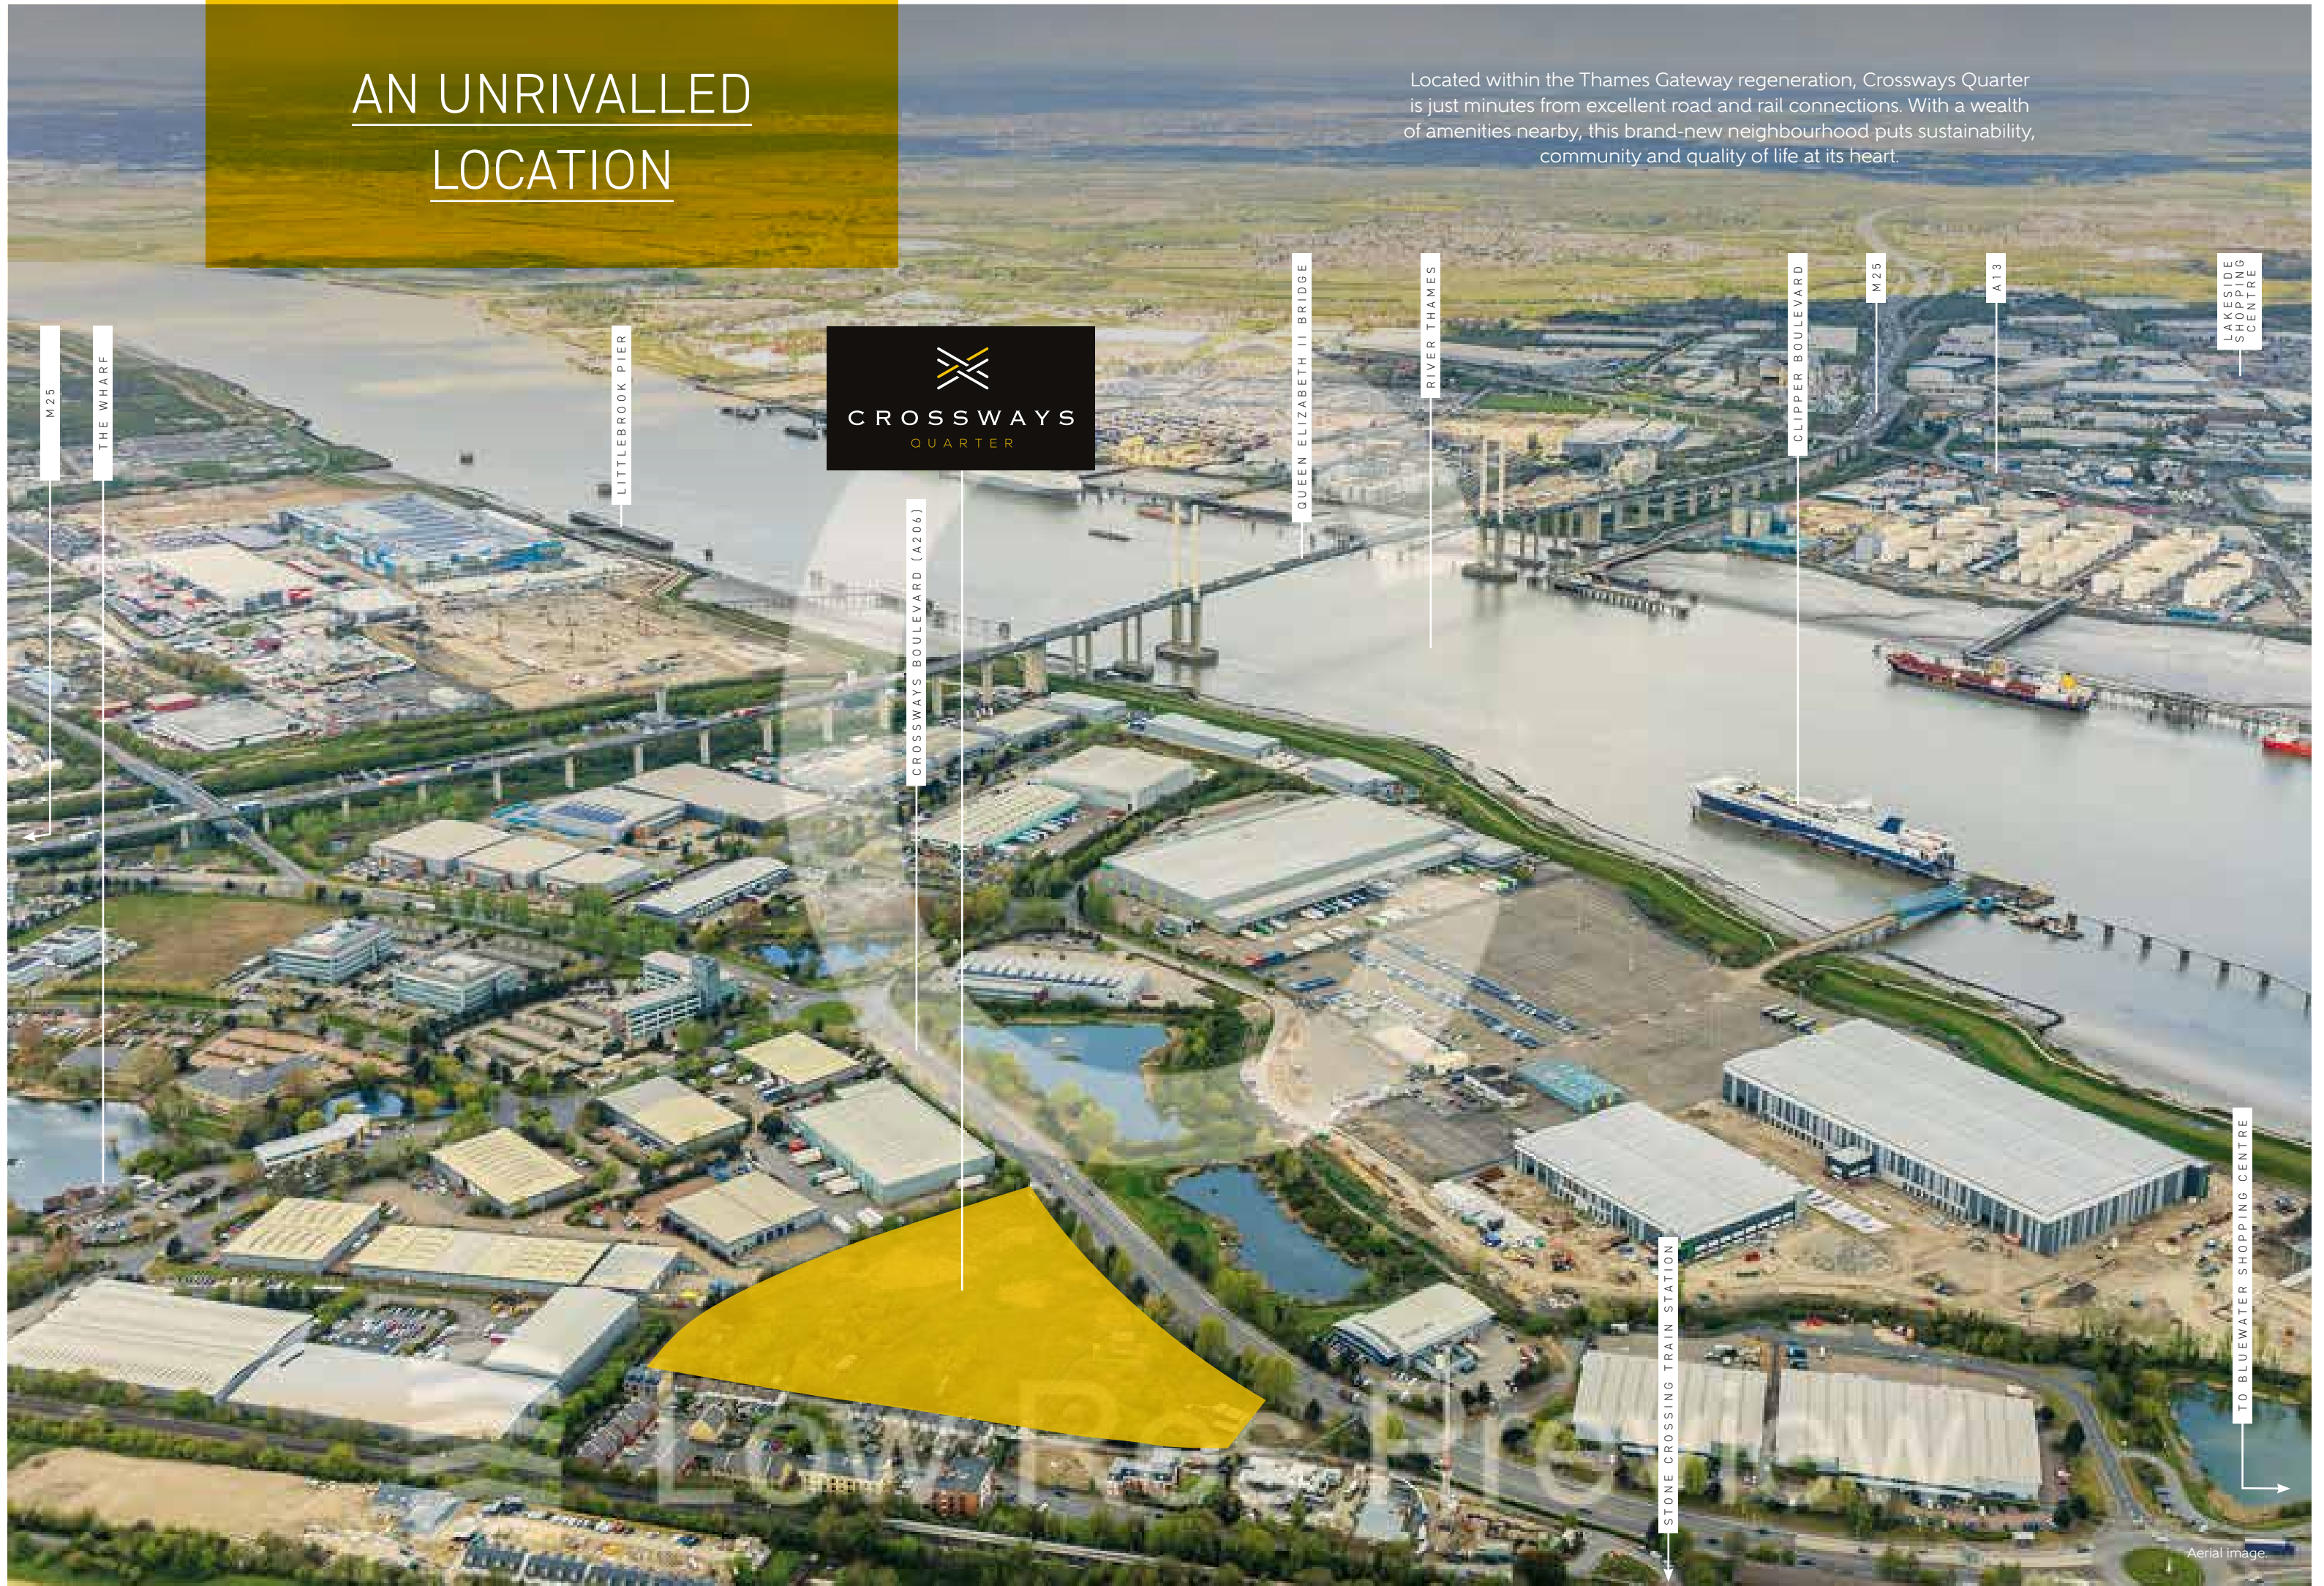 AN UNRIVALLED
LOCATION
Located within the Thames Gateway regeneration, Crossways Quarter
is just minutes from excellent road and rail connections. With a wealth
of amenities nearby, this brand-new neighbourhood puts sustainability,
community and quality of life at its heart.
M25
THE WHARF
LITTLEBROOK PIER
CROSSWAYS
QUARTER
CROSSWAYS BOULEVARD (A206)
QUEEN ELIZABETH II BRIDGE
RIVER THAMES
CLIPPER BOULEVARD
M25
A13
LAKESIDE
SHOPPING
CENTRE
STONE CROSSING TRAIN STATION
TO BLUEWATER SHOPPING CENTRE
Low Res Preview
Aerial image.